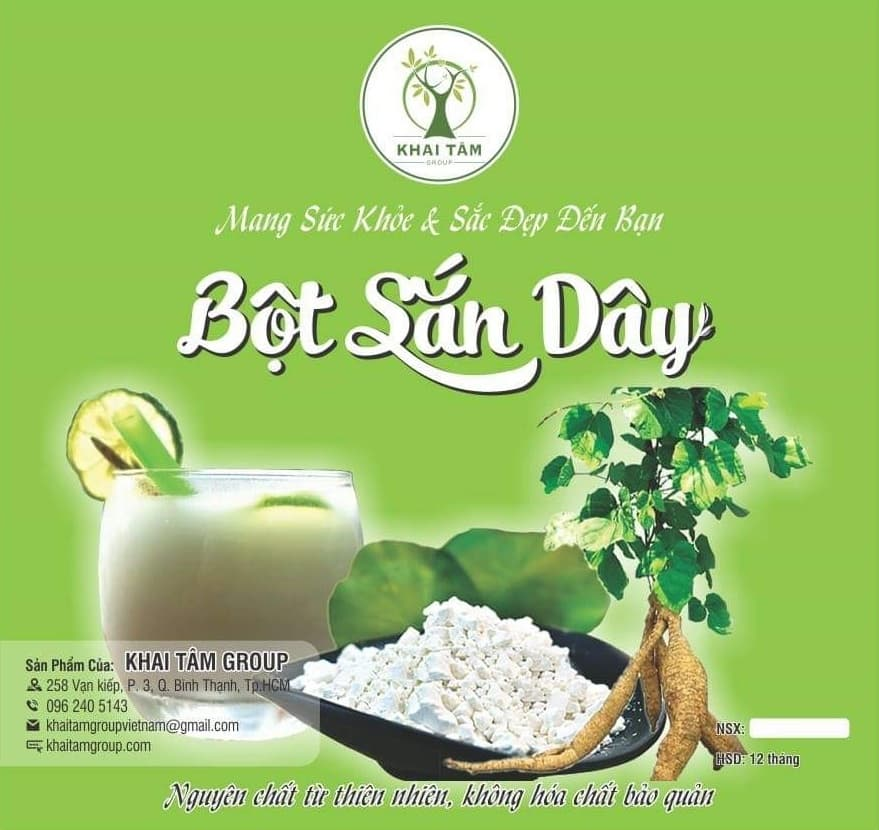 KHAI TÂM
GROUP
Mang Sức Khỏe & Sắc Đẹp Đến Bạn
Bột Sắn Dây
Sản Phẩm Của: KHAI TÂM GROUP
258 Vạn kiếp, P. 3, Q. Bình Thạnh, Tp.HCM
096 240 5143
khaitamgroupvietnam@gmail.com
khaitamgroup.com
NSX:
HSD: 12 tháng
Nguyên chất từ thiên nhiên, không hóa chất bảo quản